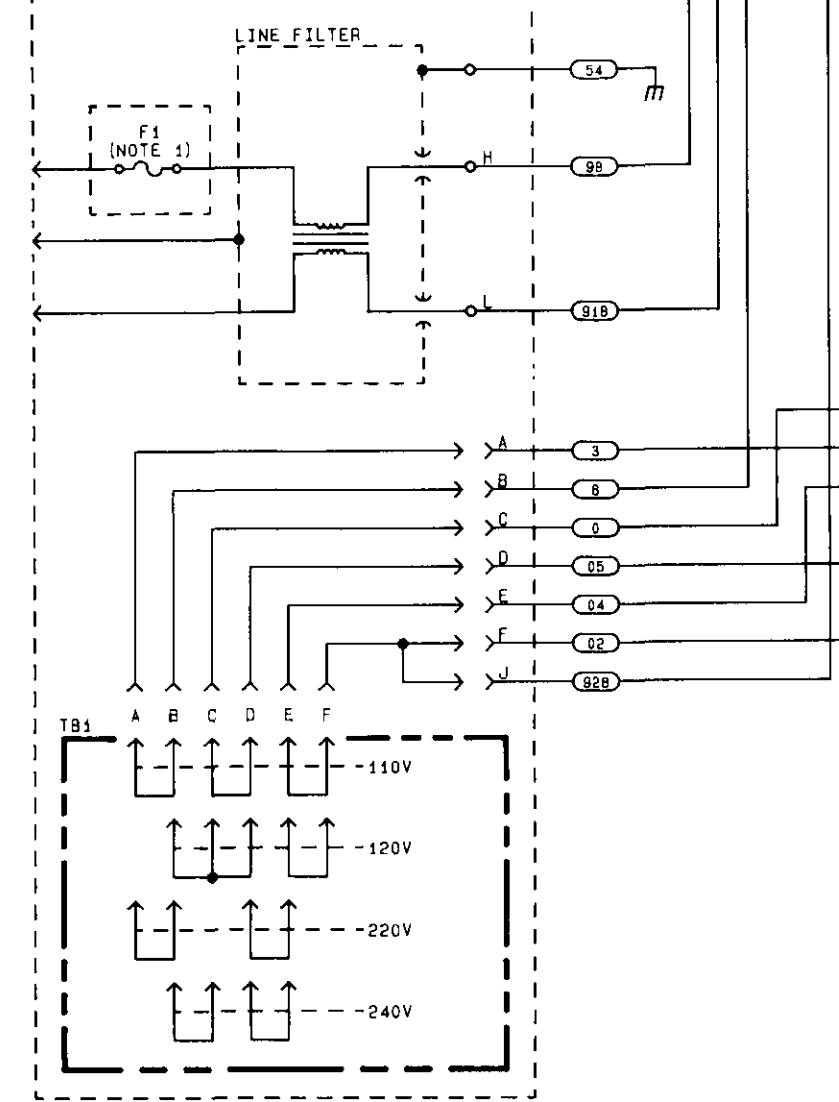 LINE FILTER
54
F1
(NOTE 1)
H
98
L
918
A
3
B
8
C
0
D
05
E
04
F
02
J
928
A B C D E F
TB1
110V
120V
220V
240V